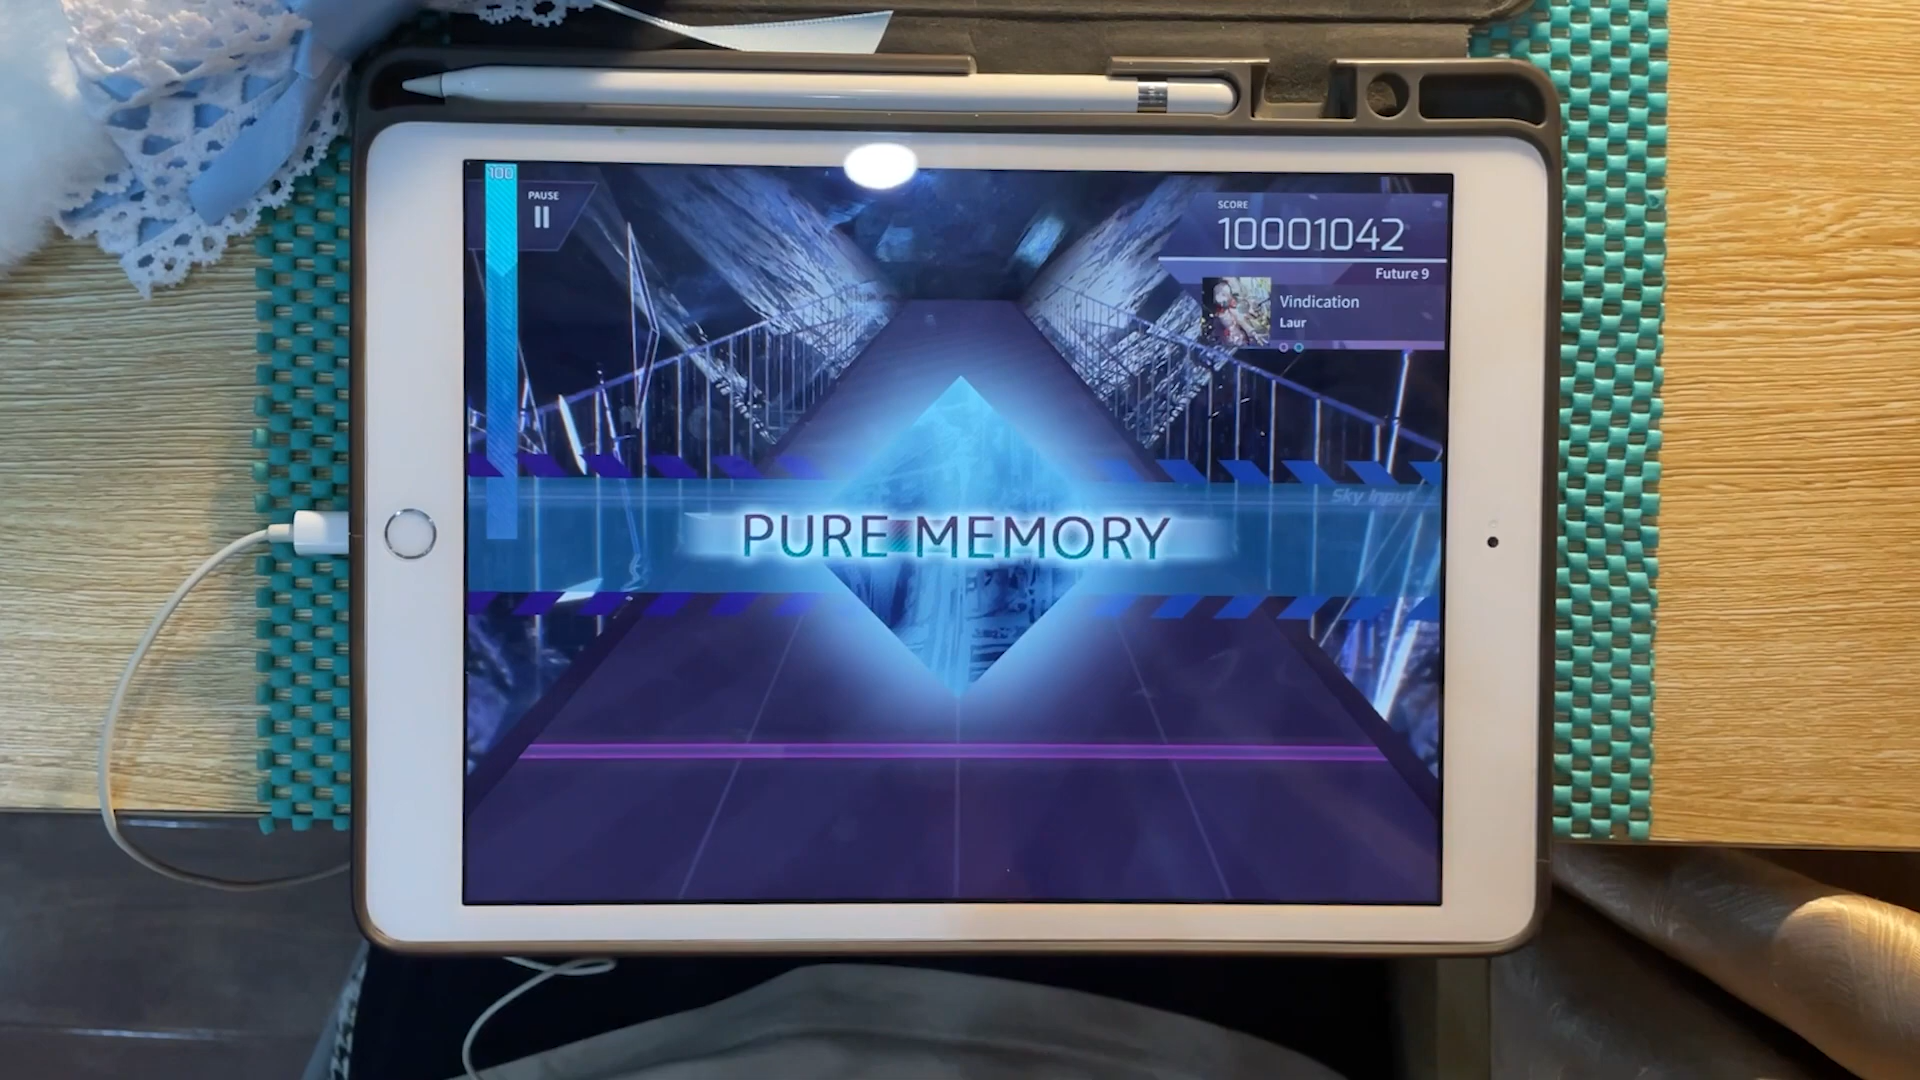 100
PAUSE
SCORE
10001042
Future 9
Vindication
Laur
Sky Input
PURE MEMORY